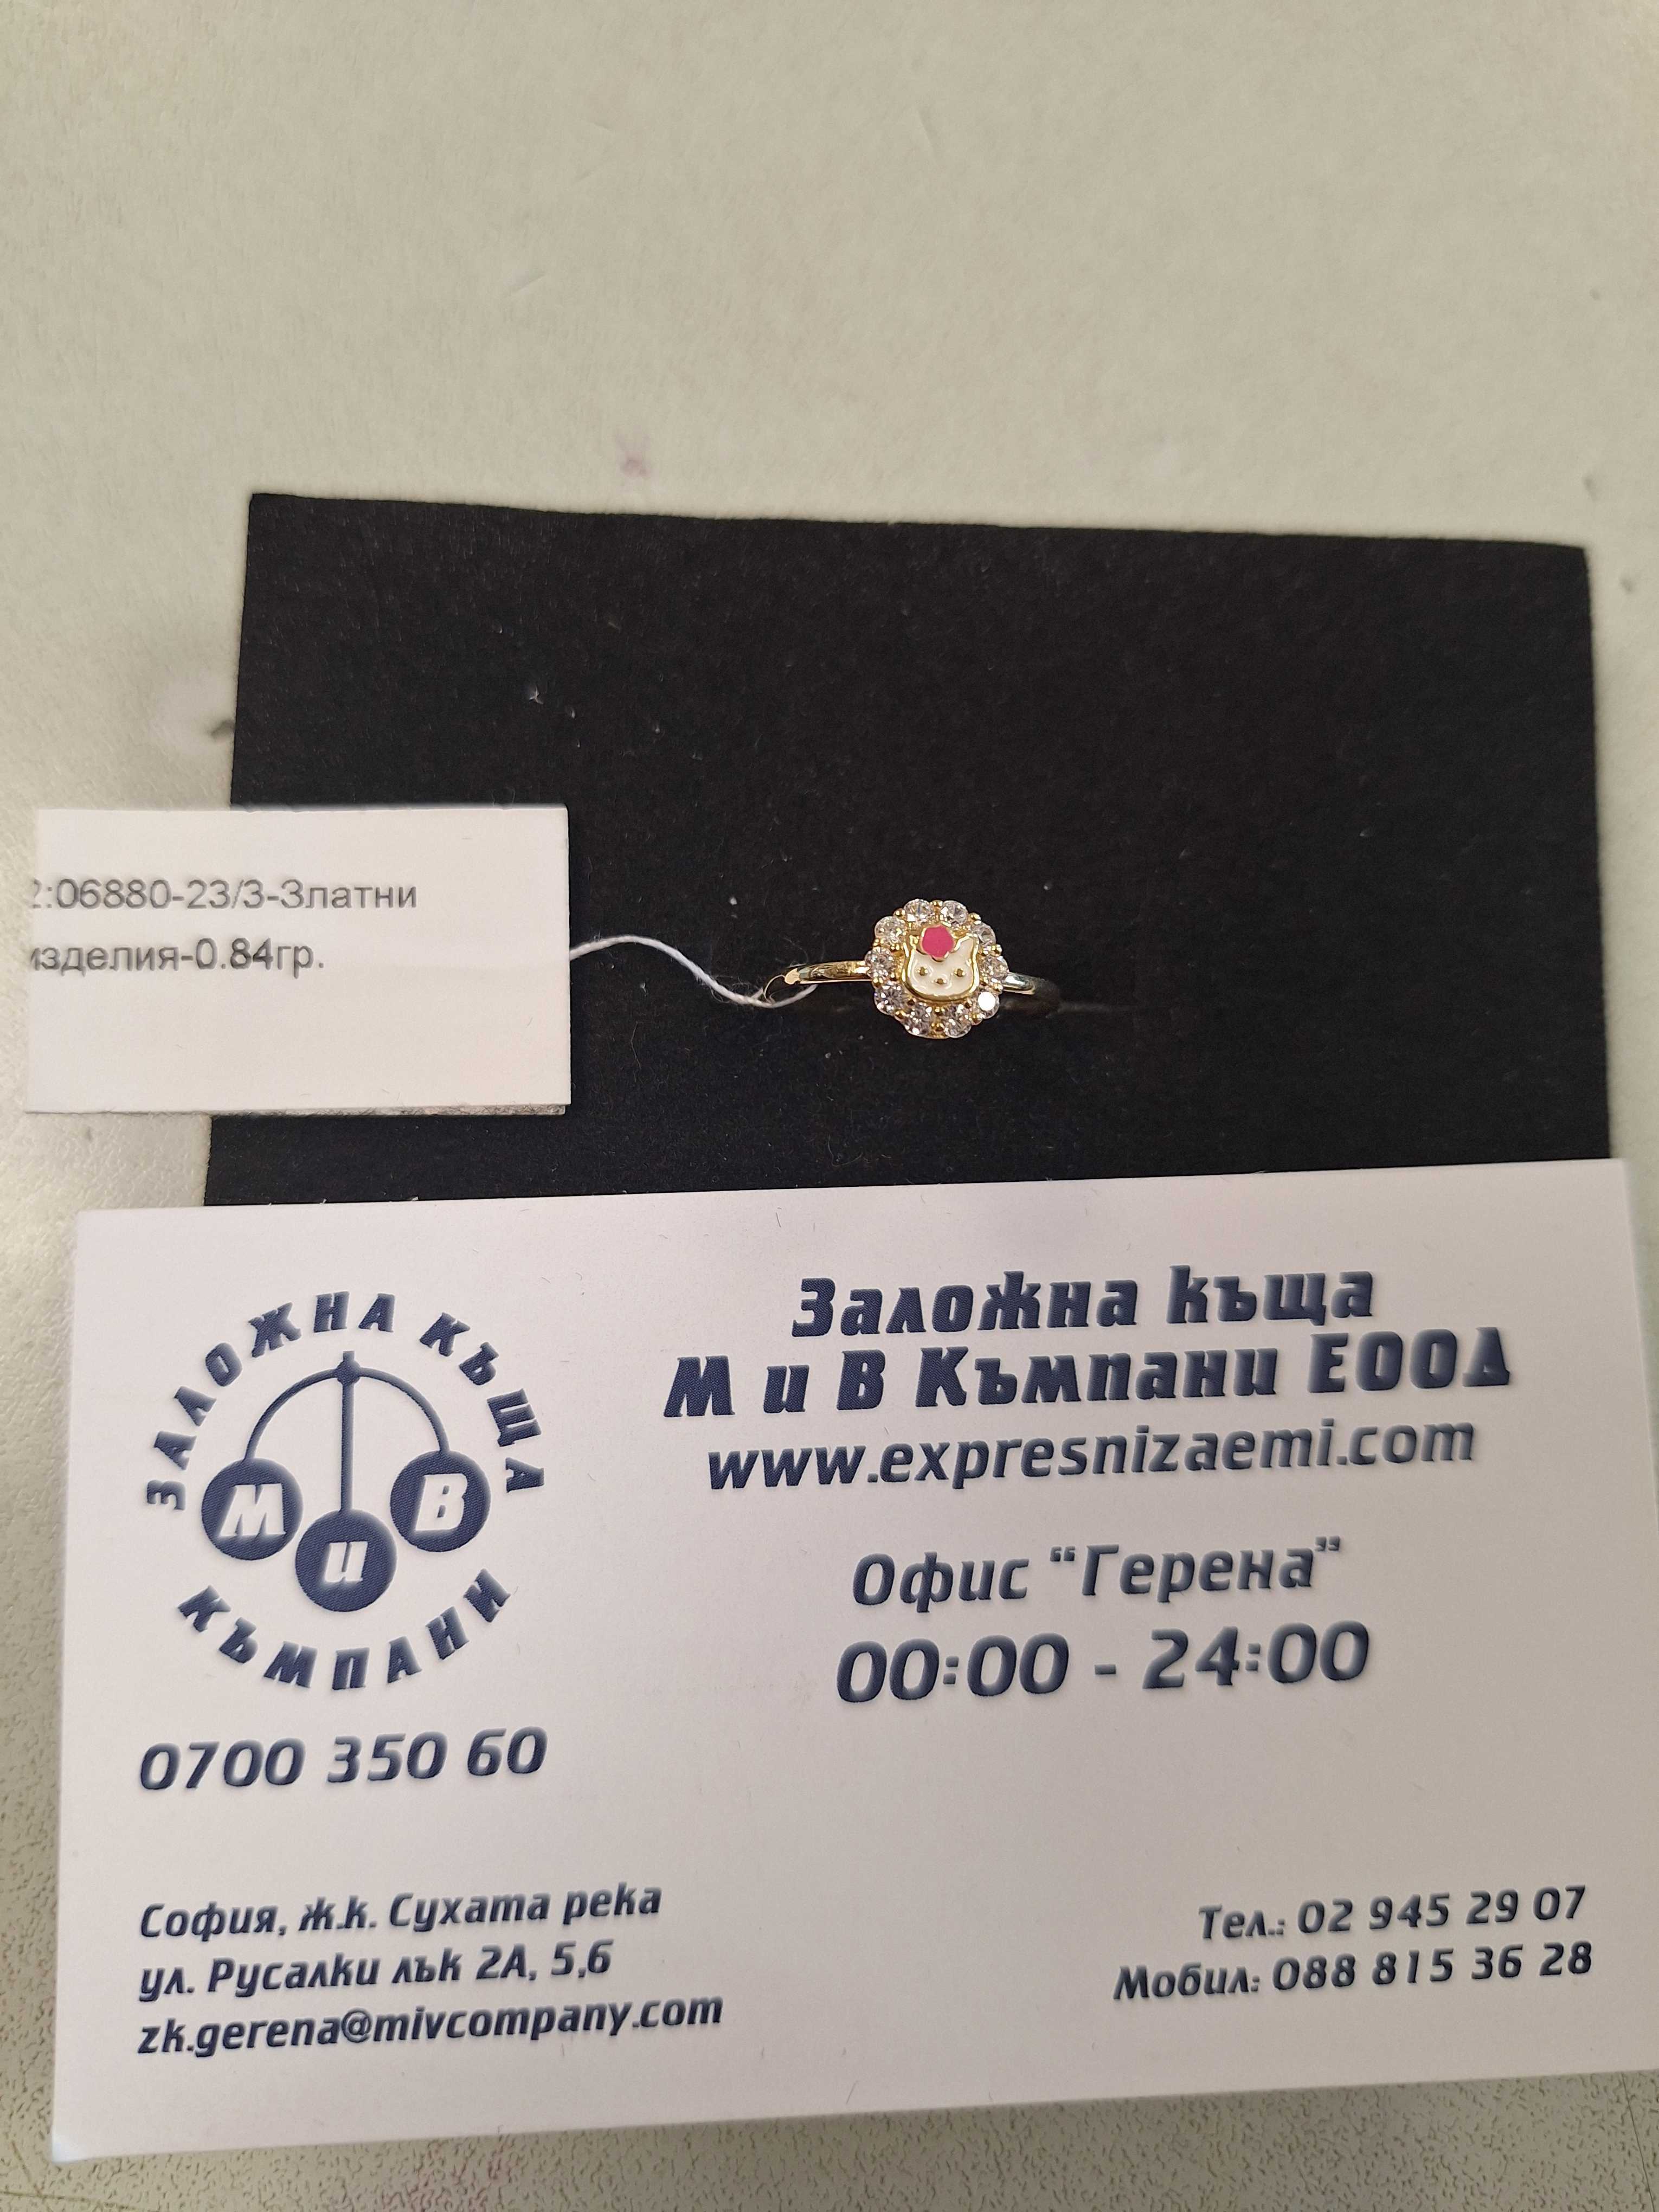 2:06880-23/3-Златни
изделия-0.84гр.
ЗАЛОЖНА КЪЩА
М и В
КЪМПАНИ
0700 350 60
Заложна къща
М и В Къмпани ЕООД
www.expresnizaemi.com
Офис "Герена"
00:00 - 24:00
София, ж.к. Сухата река
ул. Русалки лък 2А, 5,6
zk.gerena@mivcompany.com
Тел.: 02 945 29 07
Мобил: 088 815 36 28